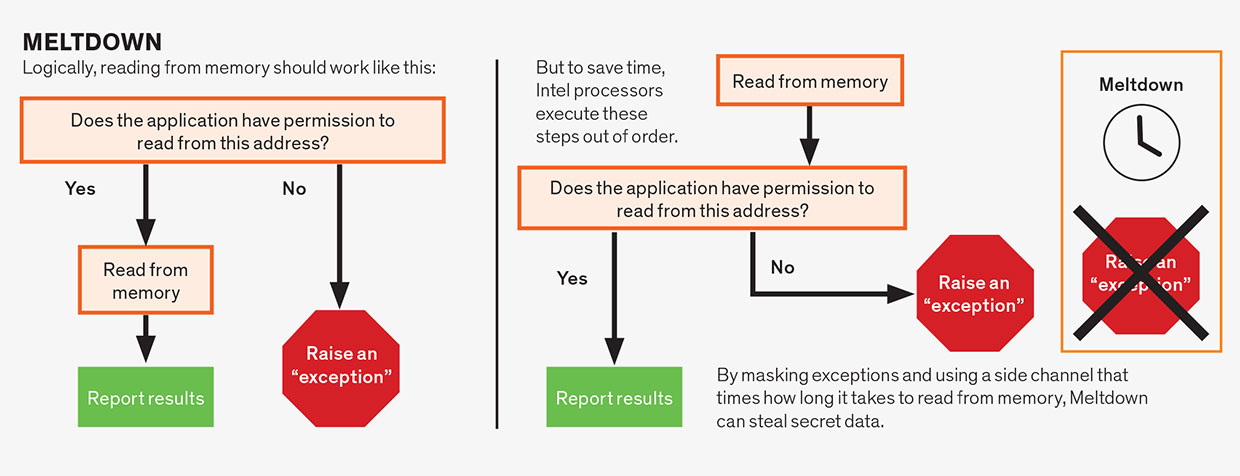 MELTDOWN
Logically, reading from memory should work like this:
Does the application have permission to
read from this address?
Yes
No
Read from
memory
Raise an
“exception”
Report results
But to save time,
Intel processors
execute these
steps out of order.
Read from memory
Does the application have permission to
read from this address?
Yes
No
Raise an
“exception”
Report results
By masking exceptions and using a side channel that
times how long it takes to read from memory, Meltdown
can steal secret data.
Meltdown
Raise an
“exception”